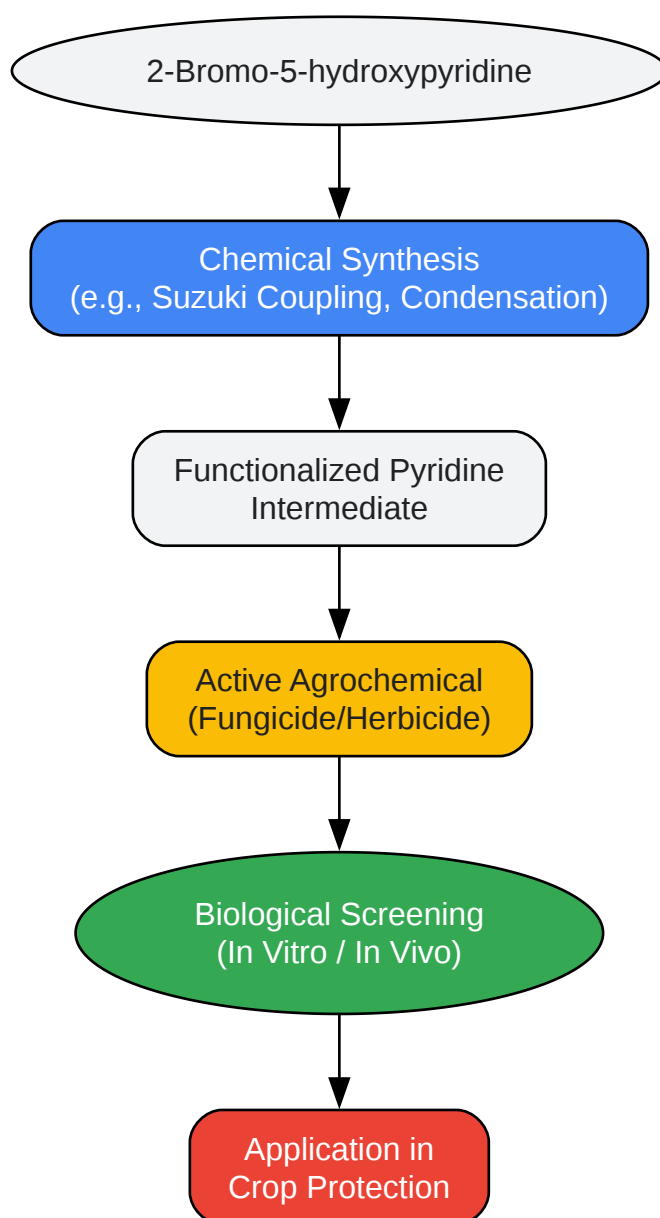 2-Bromo-5-hydroxypyridine
Chemical Synthesis
(e.g., Suzuki Coupling, Condensation)
Functionalized Pyridine
Intermediate
Active Agrochemical
(Fungicide/Herbicide)
Biological Screening
(In Vitro / In Vivo)
Application in
Crop Protection